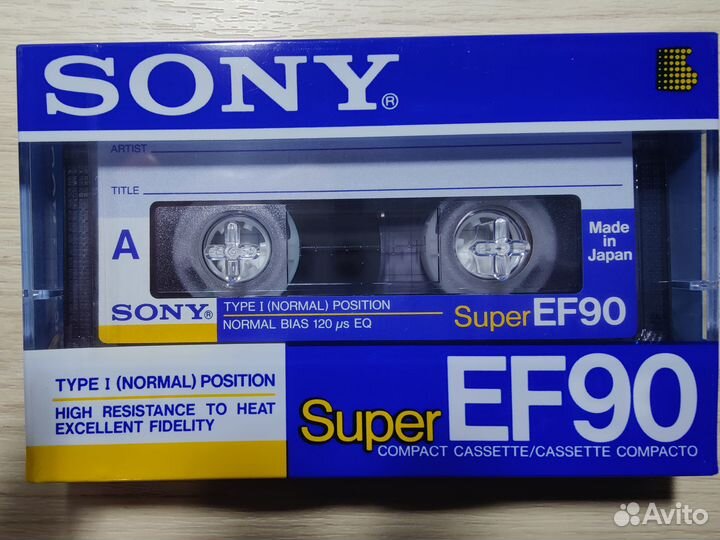 SONY®
ARTIST
TITLE
A
Made
in
Japan
SONY®
TYPE I (NORMAL) POSITION
NORMAL BIAS 120 µs EQ
Super EF90
TYPE I (NORMAL) POSITION
HIGH RESISTANCE TO HEAT
EXCELLENT FIDELITY
Super EF90
COMPACT CASSETTE/CASSETTE COMPACTO
Avito